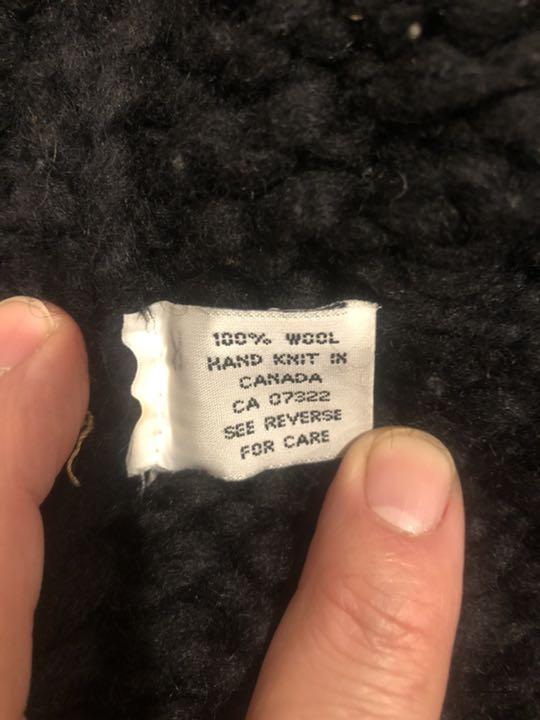 100% WOOL
HAND KNIT IN
CANADA
CA 07322
SEE REVERSE
FOR CARE